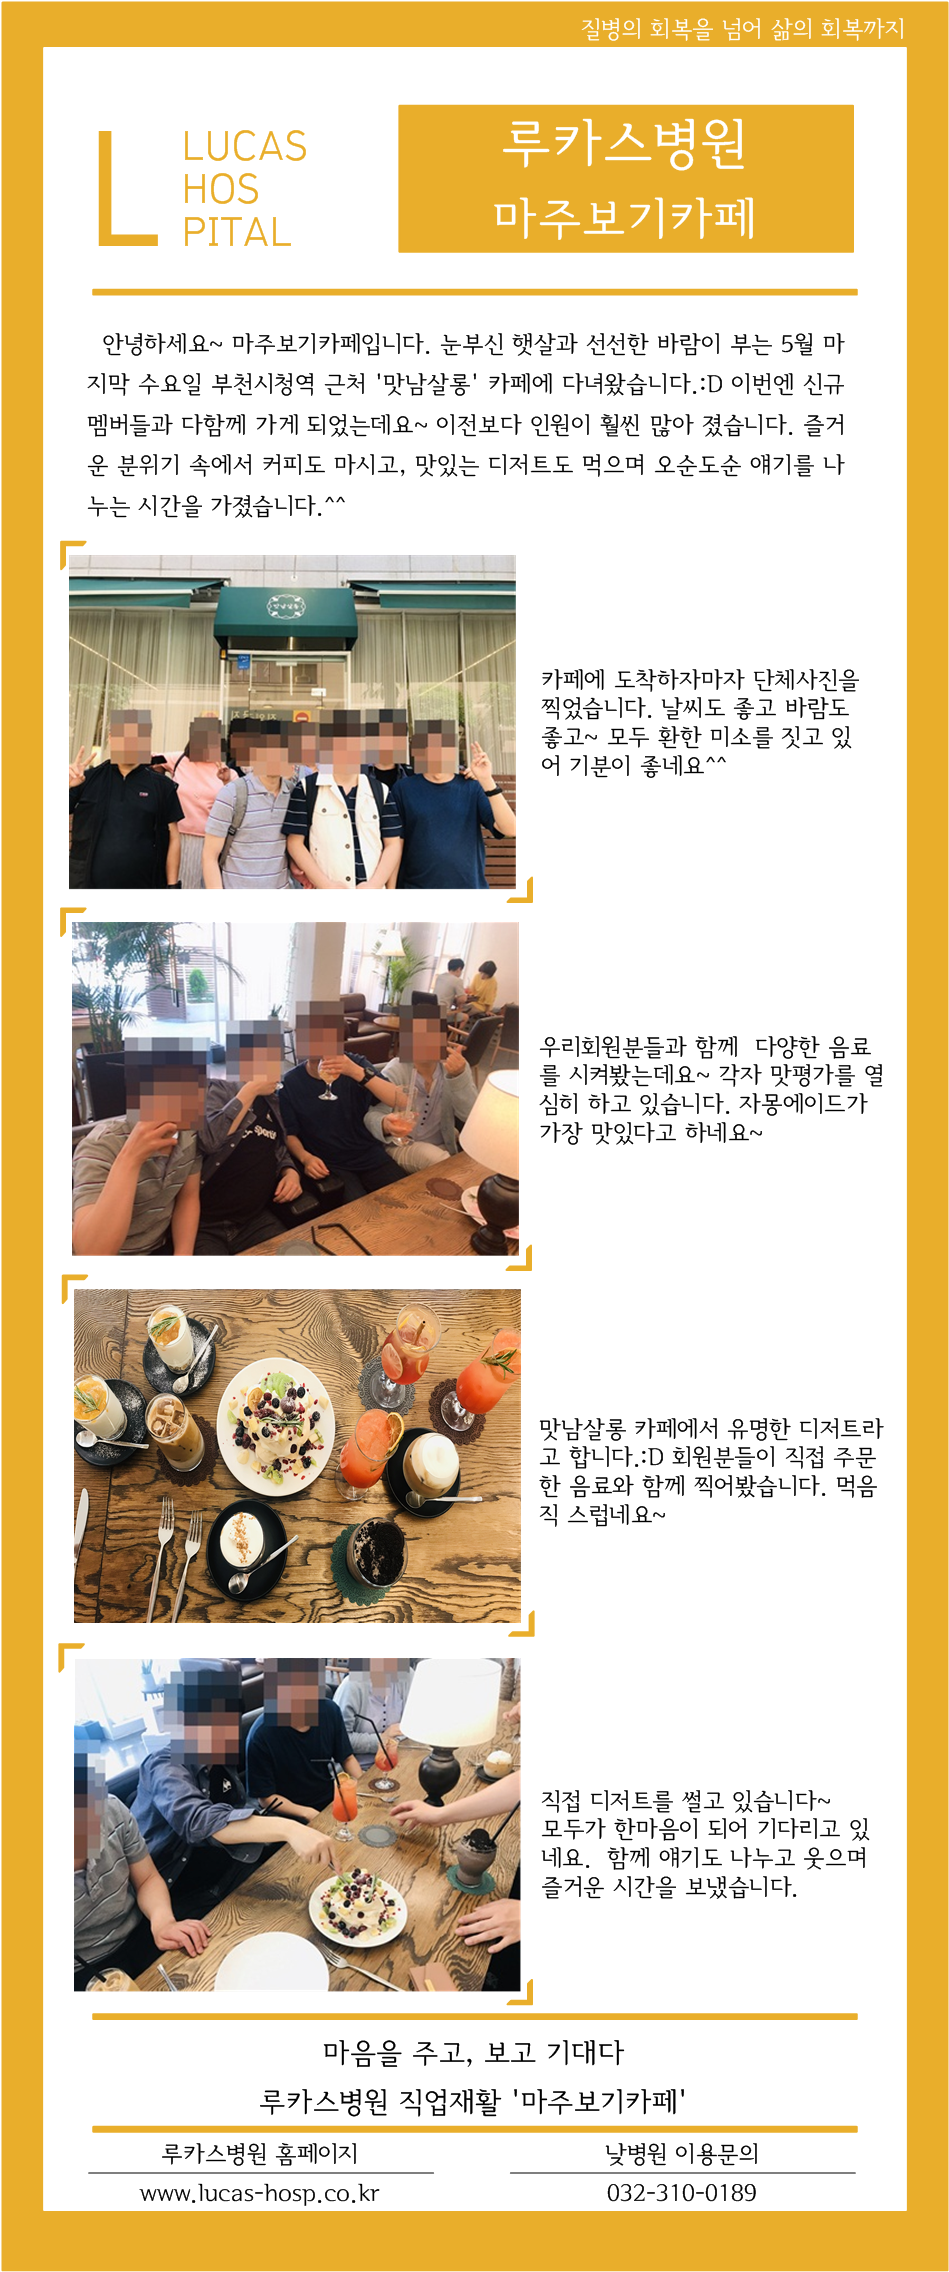 질병의 회복을 넘어 삶의 회복까지
L
LUCAS
HOS
PITAL
루카스병원
마주보기카페
안녕하세요~ 마주보기카페입니다. 눈부신 햇살과 선선한 바람이 부는 5월 마
지막 수요일 부천시청역 근처 '맛남살롱' 카페에 다녀왔습니다.:D 이번엔 신규
멤버들과 다함께 가게 되었는데요~ 이전보다 인원이 훨씬 많아 졌습니다. 즐거
운 분위기 속에서 커피도 마시고, 맛있는 디저트도 먹으며 오순도순 얘기를 나
누는 시간을 가졌습니다.^^
맛남살롱
카페에 도착하자마자 단체사진을
찍었습니다. 날씨도 좋고 바람도
좋고~ 모두 환한 미소를 짓고 있
어 기분이 좋네요^^
우리회원분들과 함께 다양한 음료
를 시켜봤는데요~ 각자 맛평가를 열
심히 하고 있습니다. 자몽에이드가
가장 맛있다고 하네요~
맛남살롱 카페에서 유명한 디저트라
고 합니다.:D 회원분들이 직접 주문
한 음료와 함께 찍어봤습니다. 먹음
직 스럽네요~
직접 디저트를 썰고 있습니다~
모두가 한마음이 되어 기다리고 있
네요. 함께 얘기도 나누고 웃으며
즐거운 시간을 보냈습니다.
마음을 주고, 보고 기대다
루카스병원 직업재활 '마주보기카페'
루카스병원 홈페이지
www.lucas-hosp.co.kr
낮병원 이용문의
032-310-0189